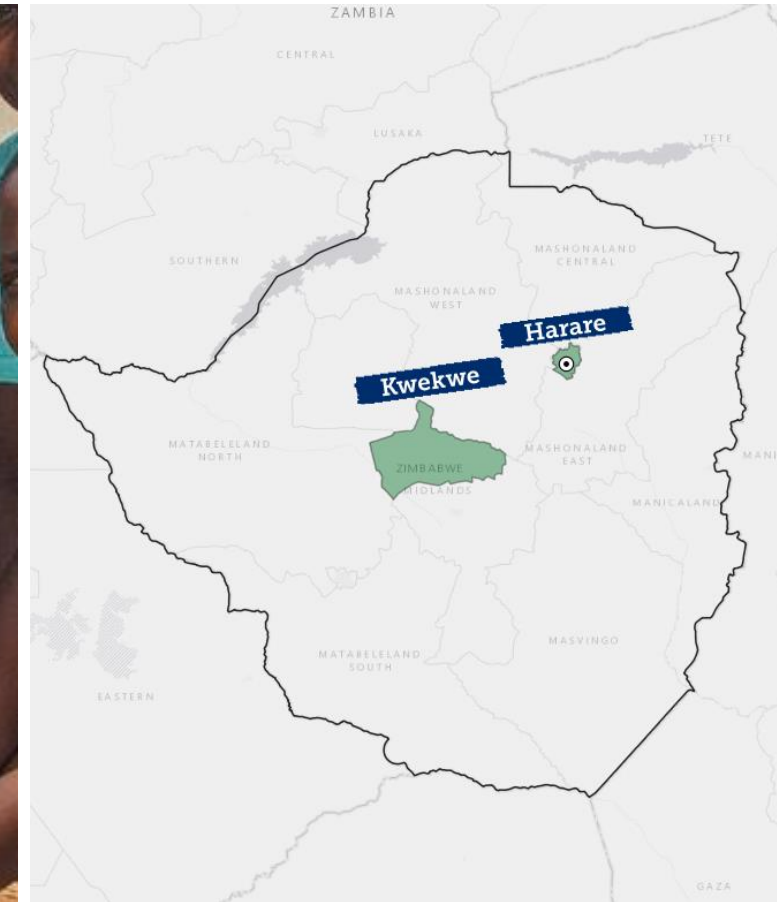 ZAMBIA
CENTRAL
LUSAKA
TETE
SOUTHERN
MASHONALAND
CENTRAL
MASHONALAND
WEST
Harare
Kwekwe
MATABELELAND
NORTH
ZIMBABWE
MIDLANDS
MASHONALAND
EAST
MANI
MANICALAND
MASVINGO
MATABELELAND
SOUTH
EASTERN
GAZA